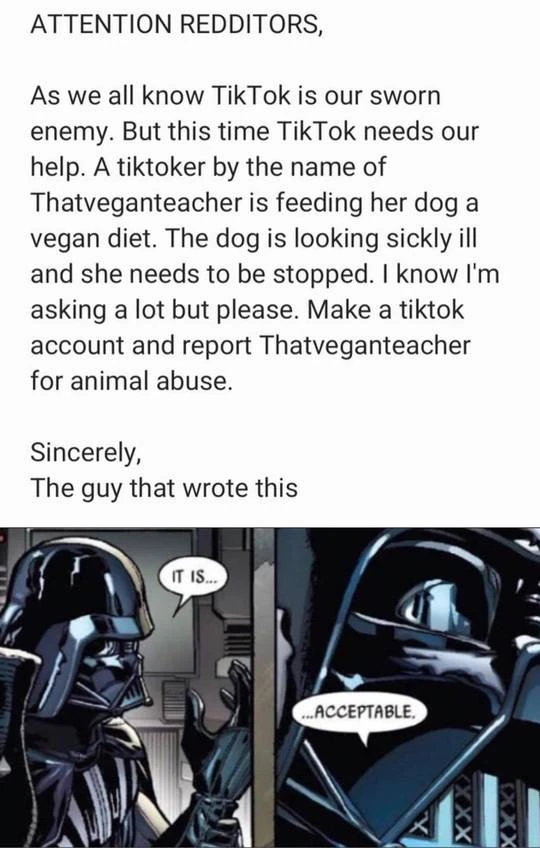 ATTENTION REDDITORS,
As we all know TikTok is our sworn
enemy. But this time TikTok needs our
help. A tiktoker by the name of
Thatveganteacher is feeding her dog a
vegan diet. The dog is looking sickly ill
and she needs to be stopped. I know I'm
asking a lot but please. Make a tiktok
account and report Thatveganteacher
for animal abuse.
Sincerely,
The guy that wrote this
IT IS...
...ACCEPTABLE.